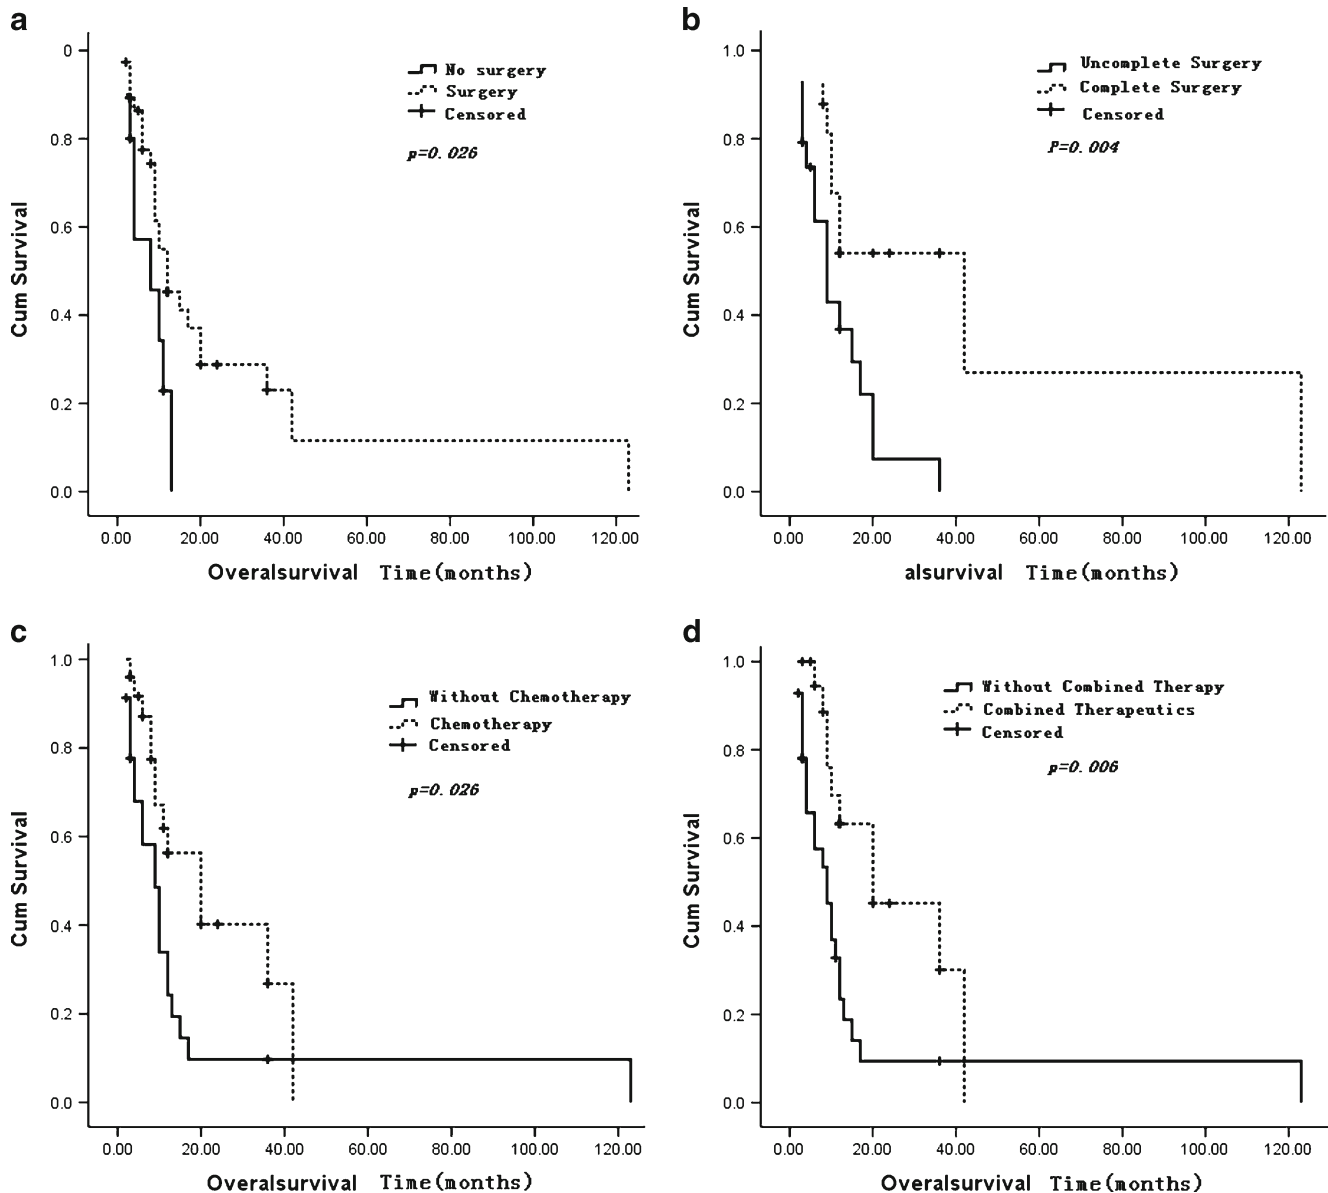 a
0
0.8
0.6
0.4
0.2
0.0
Cum Survival
No surgery
Surgery
Censored
p=0.026
0.00 20.00 40.00 60.00 80.00 100.00 120.00
Overalsurvival Time(months)
b
1.0
0.8
0.6
0.4
0.2
0.0
Cum Survival
Uncomplete Surgery
Complete Surgery
Censored
P=0.004
0.00 20.00 40.00 60.00 80.00 100.00 120.00
alsurvival Time(months)
c
1.0
0.8
0.6
0.4
0.2
0.0
Cum Survival
Without Chemotherapy
Chemotherapy
Censored
p=0.026
0.00 20.00 40.00 60.00 80.00 100.00 120.00
Overalsurvival Time(months)
d
1.0
0.8
0.6
0.4
0.2
0.0
Cum Survival
Without Combined Therapy
Combined Therapeutics
Censored
p=0.006
0.00 20.00 40.00 60.00 80.00 100.00 120.00
Overalsurvival Time(months)